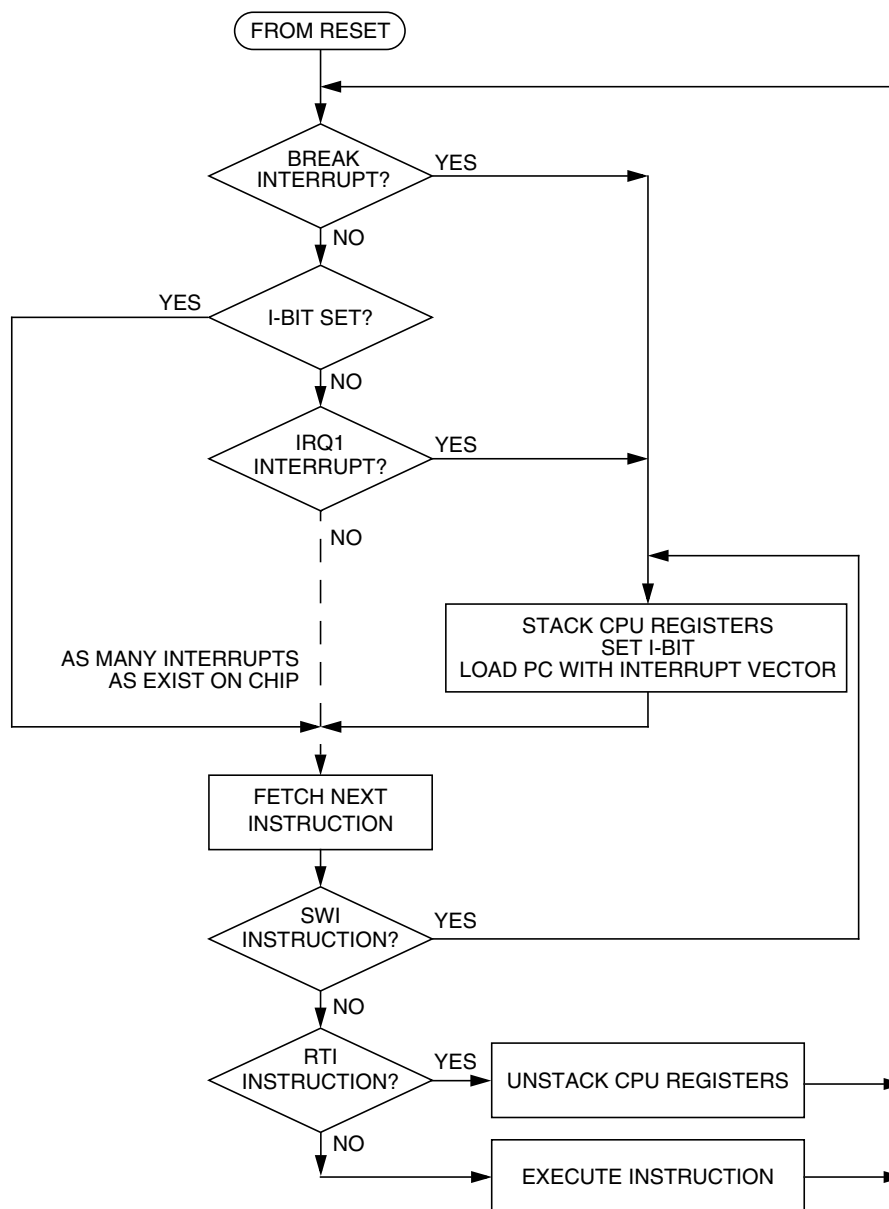 FROM RESET
BREAK
INTERRUPT?
YES
NO
YES
I-BIT SET?
NO
IRQ1
INTERRUPT?
YES
NO
STACK CPU REGISTERS
SET I-BIT
LOAD PC WITH INTERRUPT VECTOR
AS MANY INTERRUPTS
AS EXIST ON CHIP
FETCH NEXT
INSTRUCTION
SWI
INSTRUCTION?
YES
NO
RTI
INSTRUCTION?
YES
UNSTACK CPU REGISTERS
NO
EXECUTE INSTRUCTION